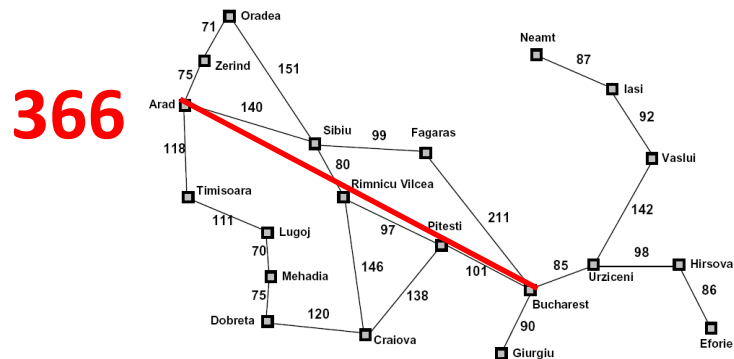 71
Oradea
Neamt
87
Zerind
75
151
Iasi
366
Arad
140
92
Sibiu
99
Fagaras
118
80
Vaslui
Timisoara
Rimnicu Vilcea
111
211
142
Lugoj
97
Pitesti
70
98
Hirsova
146
101
85
Mehadia
Urziceni
75
138
86
Bucharest
120
Dobreta
90
Craiova
Eforie
Giurgiu